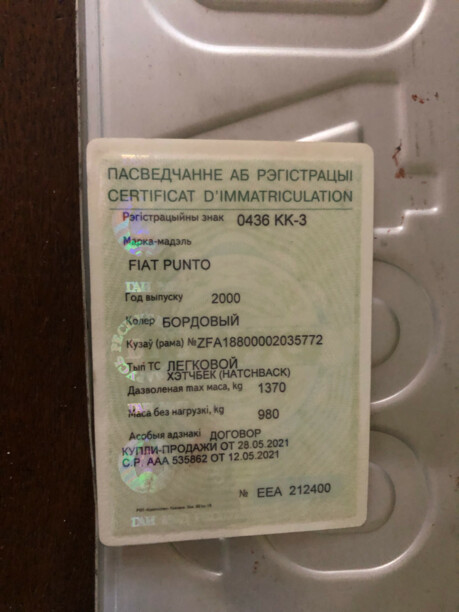 ПАСВЕДЧАННЕ АБ РЭГІСТРАЦЫІ
CERTIFICAT D'IMMATRICULATION
Рэгістрацыйны знак 0436 KK-3
Марка-мадэль
FIAT PUNTO
Год выпуску 2000
Колер БОРДОВЫЙ
Кузаў (рама) №ZFA18800002035772
Тып ТС ЛЕГКОВОЙ
ХЭТЧБЕК (HATCHBACK)
Дазволеная max маса, kg 1370
Маса без нагрузкі, kg 980
Асобыя адзнакі ДОГОВОР
КУПЛИ-ПРОДАЖИ ОТ 28.05.2021
С.Р. ААА 535862 ОТ 12.05.2021
№ EEA 212400
ДАІ